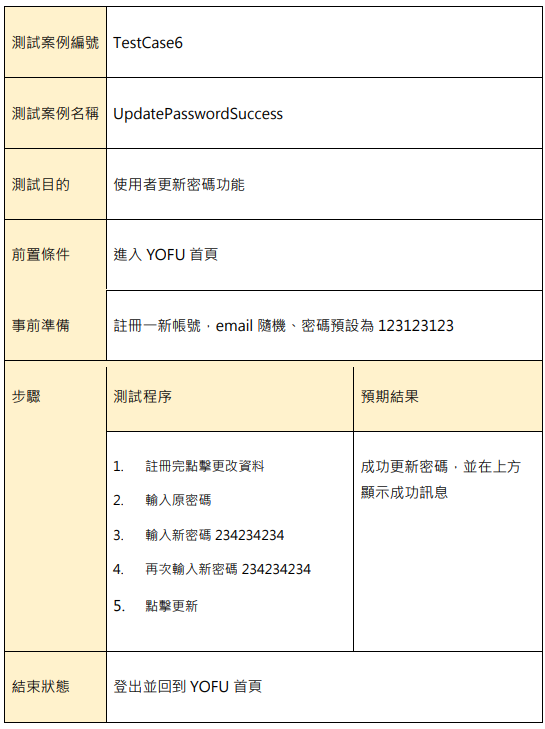 測試案例編號 TestCase6
測試案例名稱 UpdatePasswordSuccess
測試目的 使用者更新密碼功能
前置條件 進入 YOFU 首頁
事前準備 註冊一新帳號，email 隨機、密碼預設為 123123123
步驟 測試程序 預期結果
1. 註冊完點擊更改資料
2. 輸入原密碼
3. 輸入新密碼 234234234
4. 再次輸入新密碼 234234234
5. 點擊更新
成功更新密碼，並在上方
顯示成功訊息
結束狀態 登出並回到 YOFU 首頁